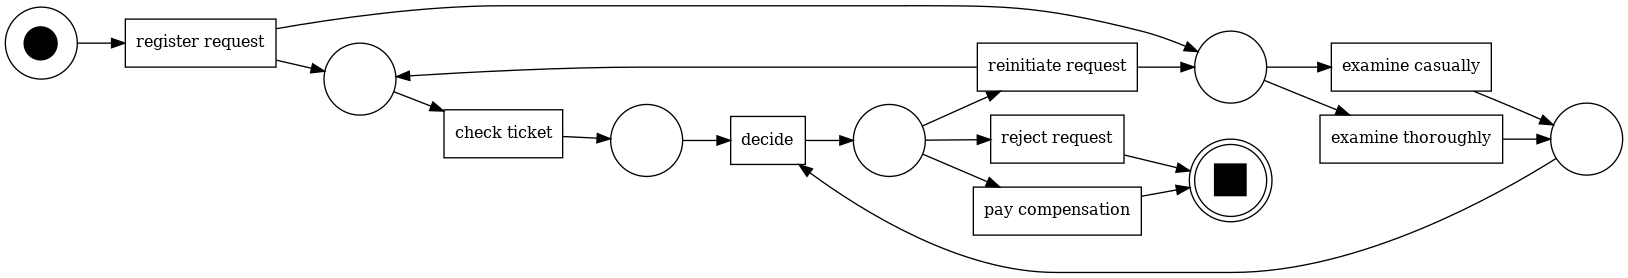 register request
check ticket
decide
reinitiate request
reject request
pay compensation
examine casually
examine thoroughly